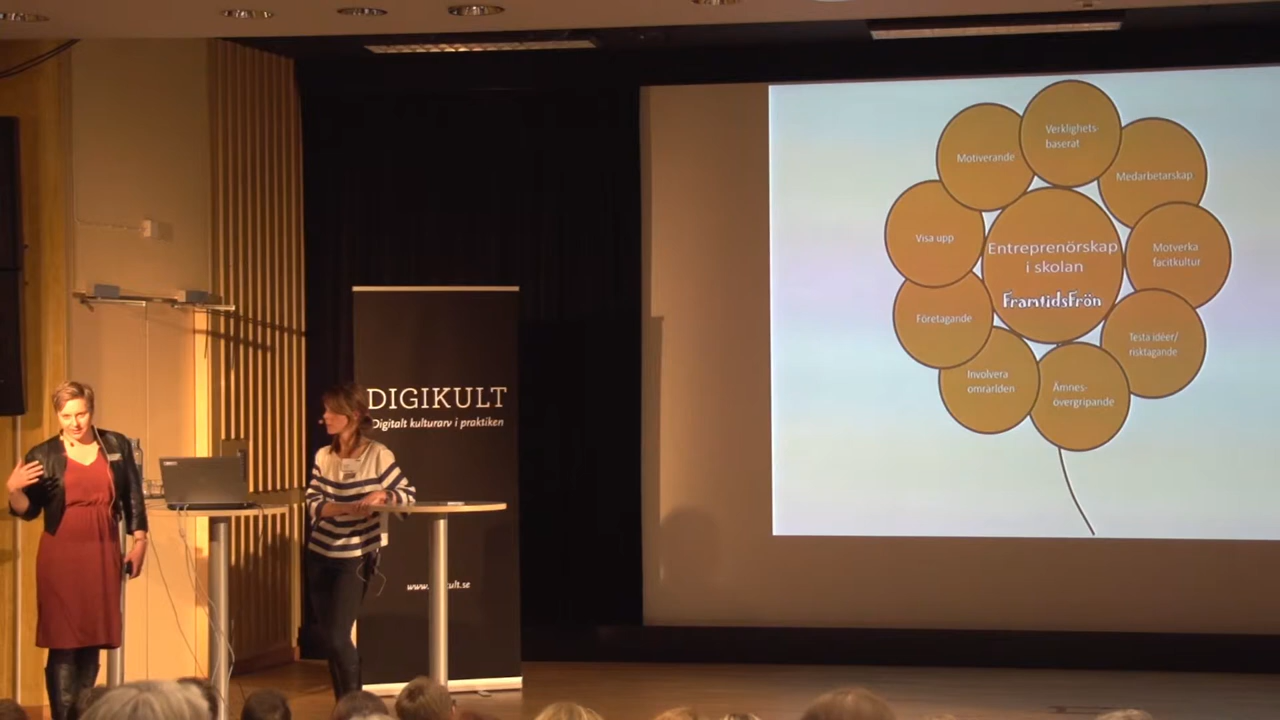 DIGIKULT
Digitalt kulturarv i praktiken
Verklighets-
baserat
Motiverande
Medarbetarskap
Visa upp
Entreprenörskap
i skolan
FramtidsFrön
Motverka
facitkultur
Företagande
Testa idéer/
risktagande
Involvera
omvärlden
Ämnes-
övergripande